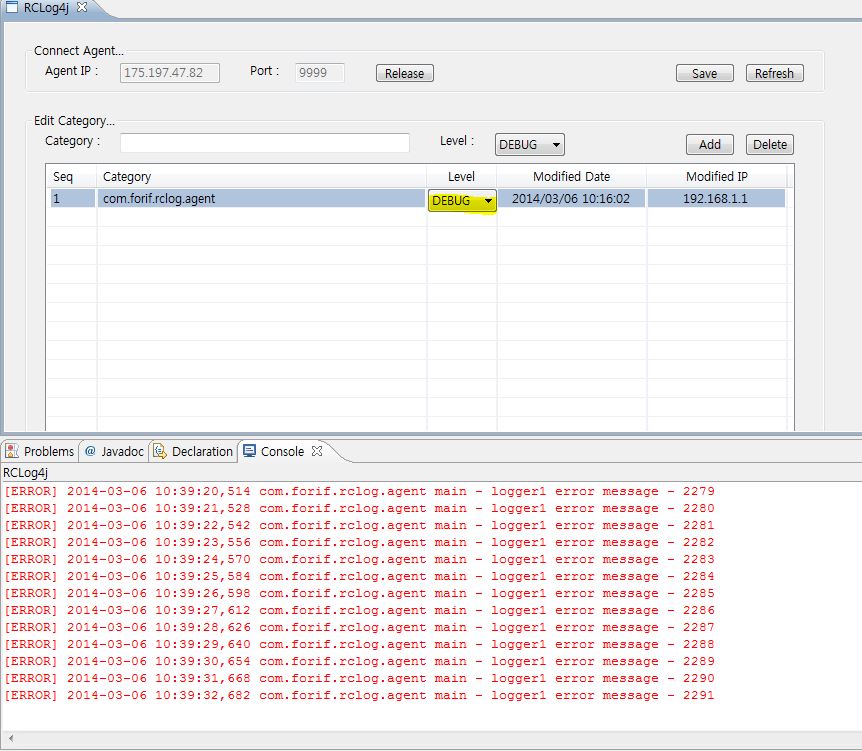 RCLog4j
Connect Agent...
Agent IP : 175.197.47.82 Port : 9999 Release Save Refresh
Edit Category...
Category : Level : DEBUG Add Delete
Seq Category Level Modified Date Modified IP
1 com.forif.rclog.agent DEBUG 2014/03/06 10:16:02 192.168.1.1
Problems @ Javadoc Declaration Console
RCLog4j
[ERROR] 2014-03-06 10:39:20,514 com.forif.rclog.agent main - logger1 error message - 2279
[ERROR] 2014-03-06 10:39:21,528 com.forif.rclog.agent main - logger1 error message - 2280
[ERROR] 2014-03-06 10:39:22,542 com.forif.rclog.agent main - logger1 error message - 2281
[ERROR] 2014-03-06 10:39:23,556 com.forif.rclog.agent main - logger1 error message - 2282
[ERROR] 2014-03-06 10:39:24,570 com.forif.rclog.agent main - logger1 error message - 2283
[ERROR] 2014-03-06 10:39:25,584 com.forif.rclog.agent main - logger1 error message - 2284
[ERROR] 2014-03-06 10:39:26,598 com.forif.rclog.agent main - logger1 error message - 2285
[ERROR] 2014-03-06 10:39:27,612 com.forif.rclog.agent main - logger1 error message - 2286
[ERROR] 2014-03-06 10:39:28,626 com.forif.rclog.agent main - logger1 error message - 2287
[ERROR] 2014-03-06 10:39:29,640 com.forif.rclog.agent main - logger1 error message - 2288
[ERROR] 2014-03-06 10:39:30,654 com.forif.rclog.agent main - logger1 error message - 2289
[ERROR] 2014-03-06 10:39:31,668 com.forif.rclog.agent main - logger1 error message - 2290
[ERROR] 2014-03-06 10:39:32,682 com.forif.rclog.agent main - logger1 error message - 2291